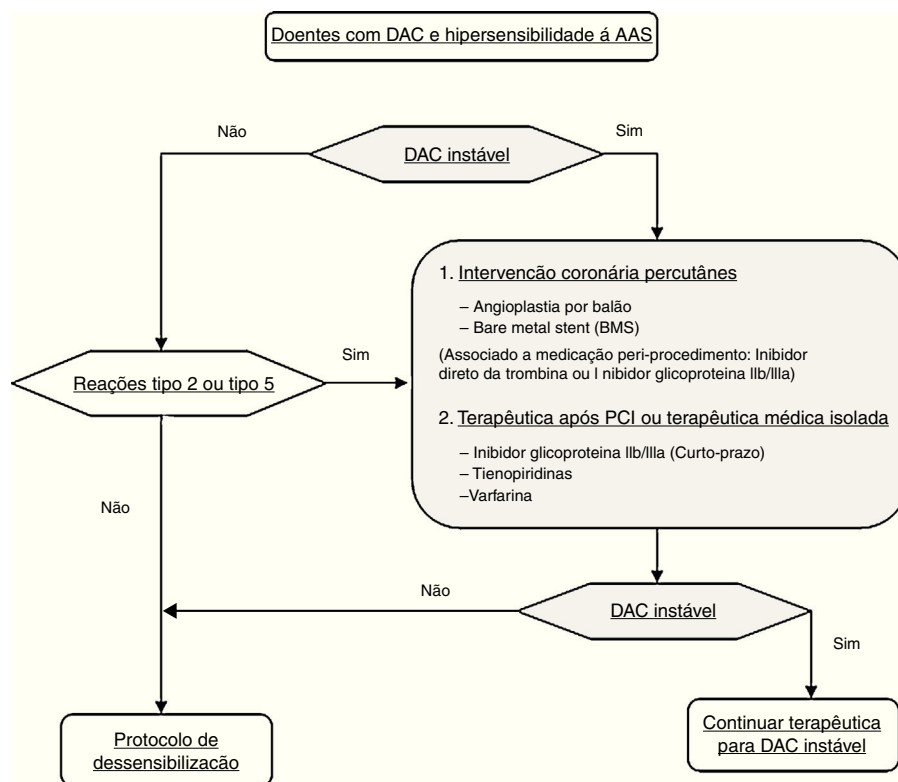 Doentes com DAC e hipersensibilidade á AAS
Não
Sim
DAC instável
1. Intervencão coronária percutânes
– Angioplastia por balão
– Bare metal stent (BMS)
(Associado a medicação peri-procedimento: Inibidor
direto da trombina ou I nibidor glicoproteina IIb/IIIa)
2. Terapêutica após PCI ou terapêutica médica isolada
– Inibidor glicoproteina IIb/IIIa (Curto-prazo)
– Tienopiridinas
–Varfarina
Sim
Reações tipo 2 ou tipo 5
Não
Não
DAC instável
Sim
Protocolo de
dessensibilizacão
Continuar terapêutica
para DAC instável